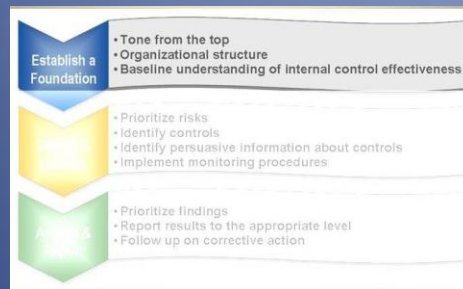 Establish a
Foundation
• Tone from the top
• Organizational structure
• Baseline understanding of internal control effectiveness
• Prioritize risks
• Identify controls
• Identify persuasive information about controls
• Implement monitoring procedures
• Prioritize findings
• Report results to the appropriate level
• Follow up on corrective action